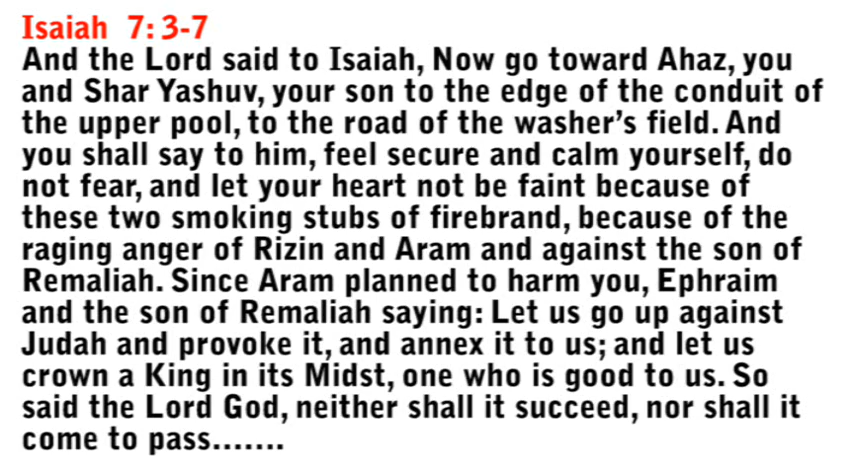 Isaiah 7: 3-7
And the Lord said to Isaiah, Now go toward Ahaz, you
and Shar Yashuv, your son to the edge of the conduit of
the upper pool, to the road of the washer's field. And
you shall say to him, feel secure and calm yourself, do
not fear, and let your heart not be faint because of
these two smoking stubs of firebrand, because of the
raging anger of Rizin and Aram and against the son of
Remaliah. Since Aram planned to harm you, Ephraim
and the son of Remaliah saying: Let us go up against
Judah and provoke it, and annex it to us; and let us
crown a King in its Midst, one who is good to us. So
said the Lord God, neither shall it succeed, nor shall it
come to pass.......